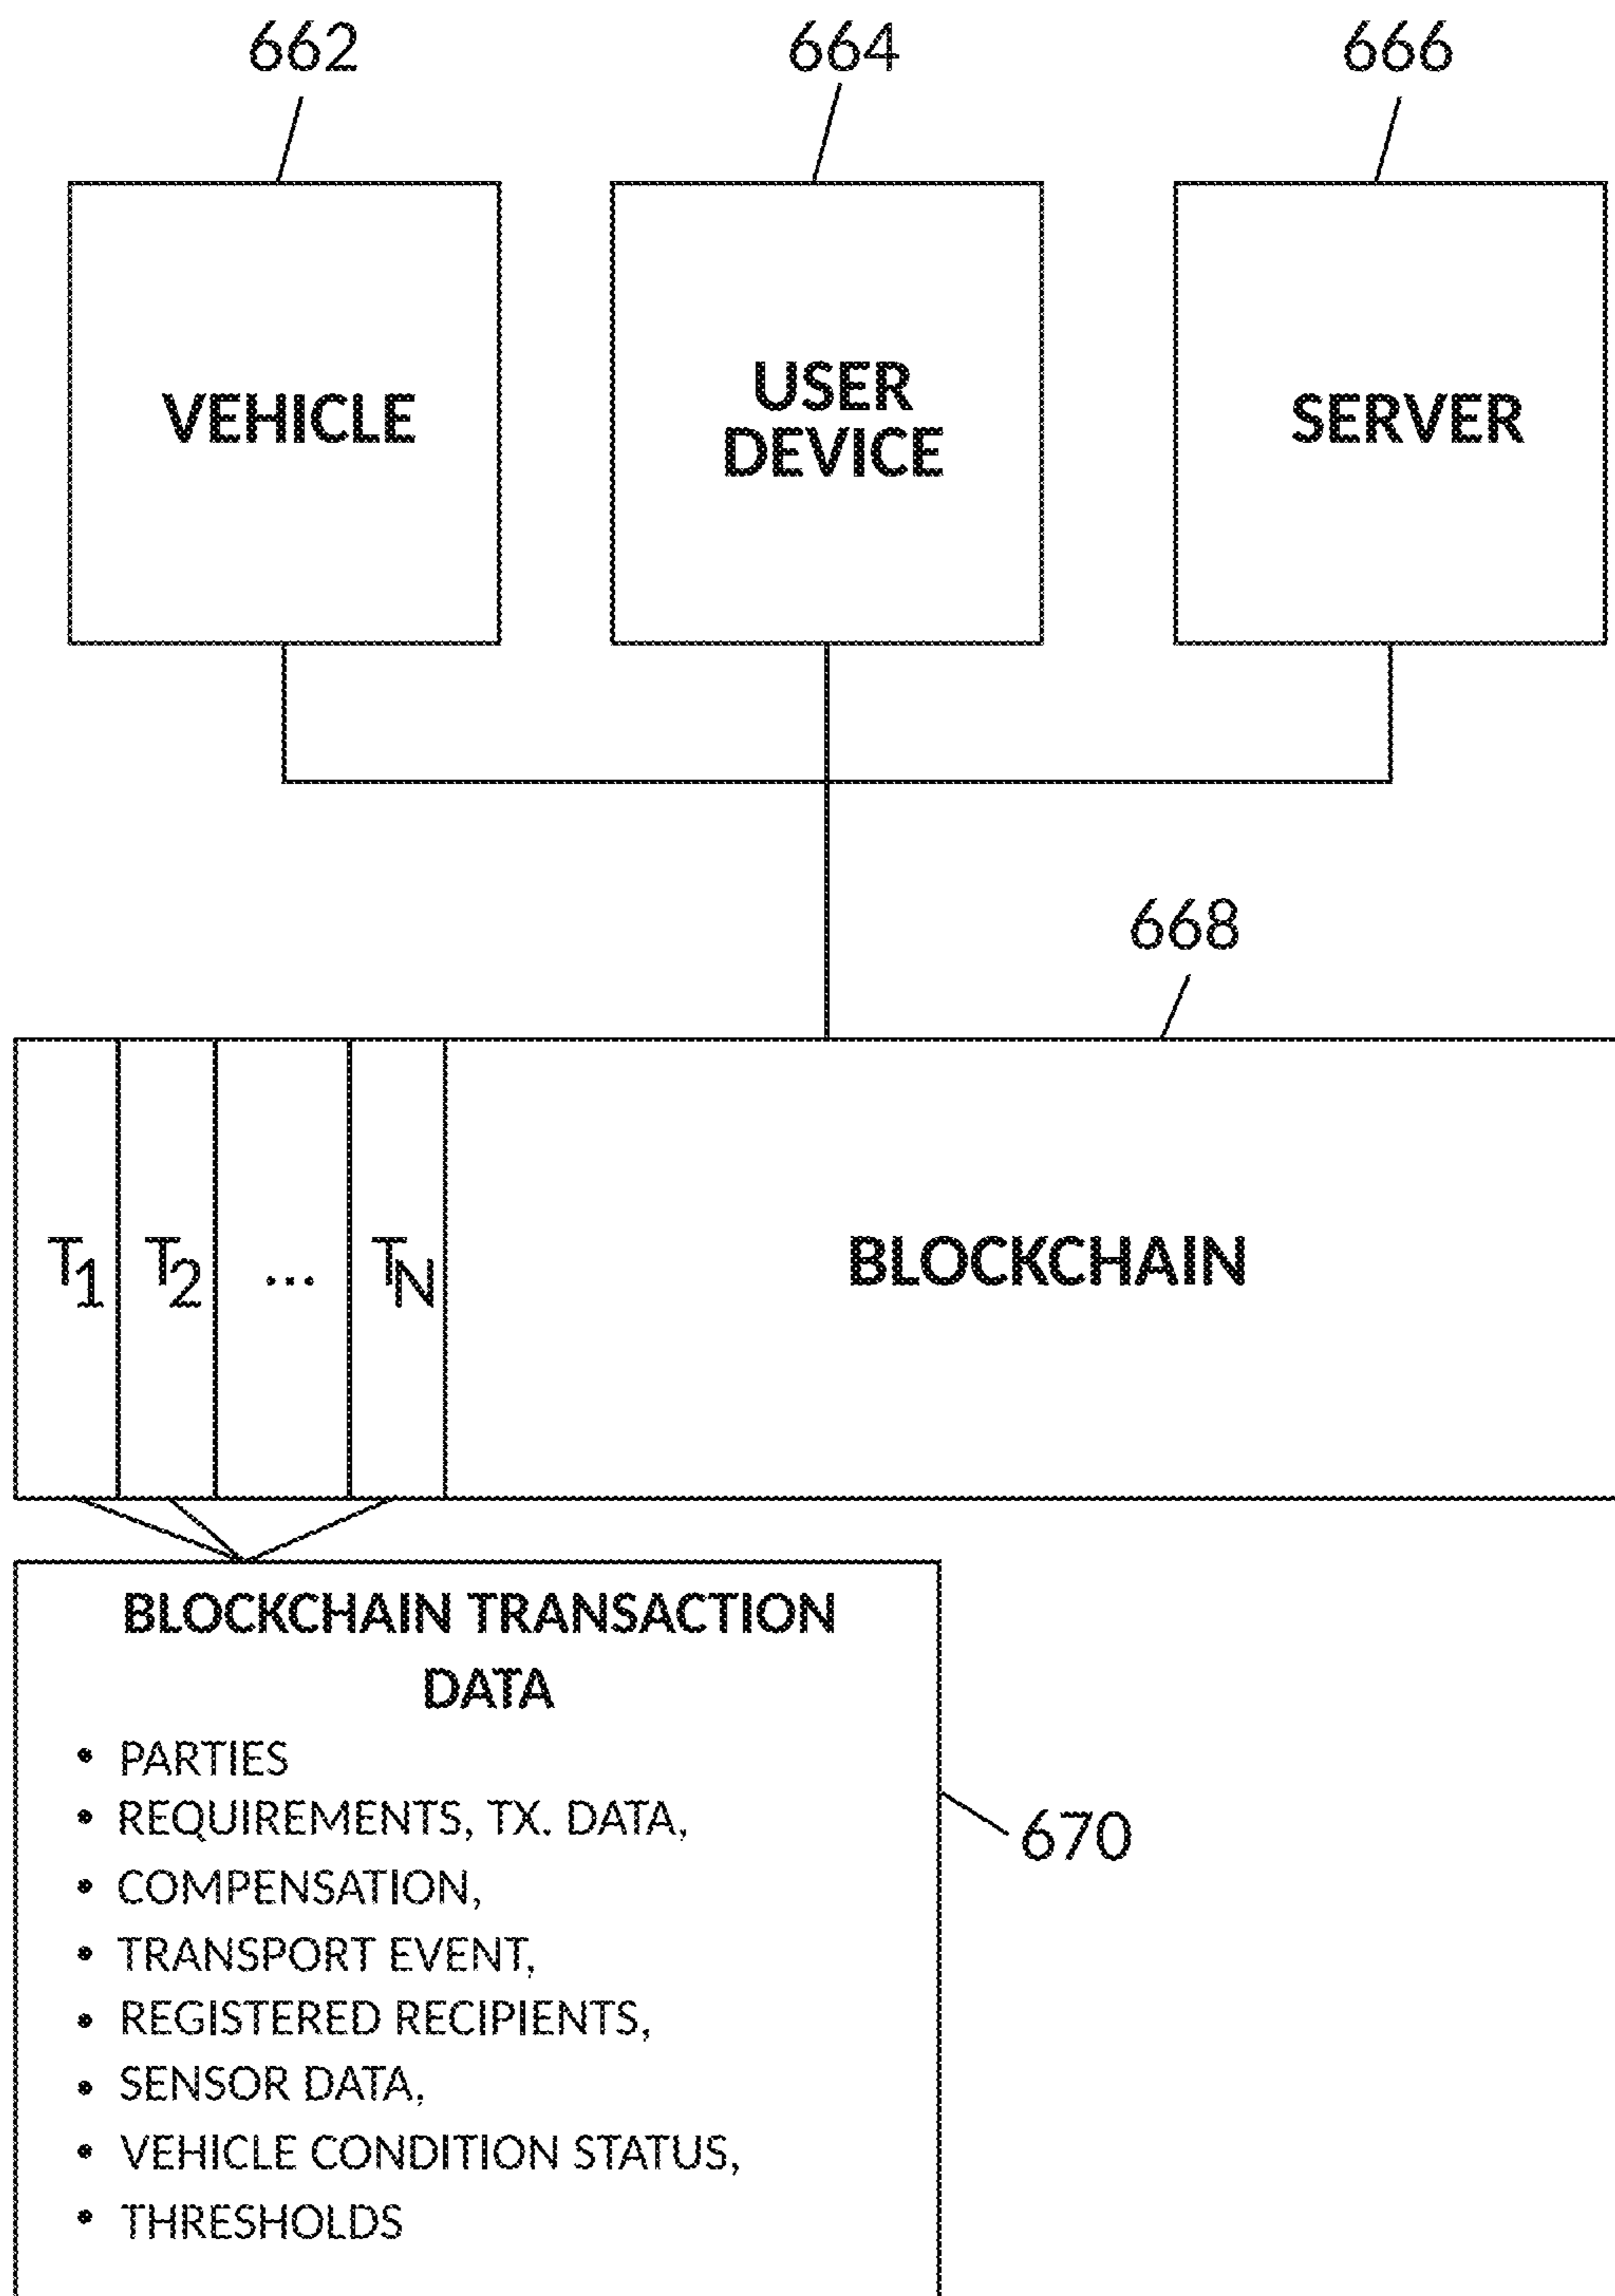 662 664 666
VEHICLE
USER
DEVICE
SERVER
668
T1 T2 ... TN BLOCKCHAIN
BLOCKCHAIN TRANSACTION
DATA
• PARTIES
• REQUIREMENTS, TX. DATA,
• COMPENSATION,
• TRANSPORT EVENT,
• REGISTERED RECIPIENTS,
• SENSOR DATA,
• VEHICLE CONDITION STATUS,
• THRESHOLDS
670